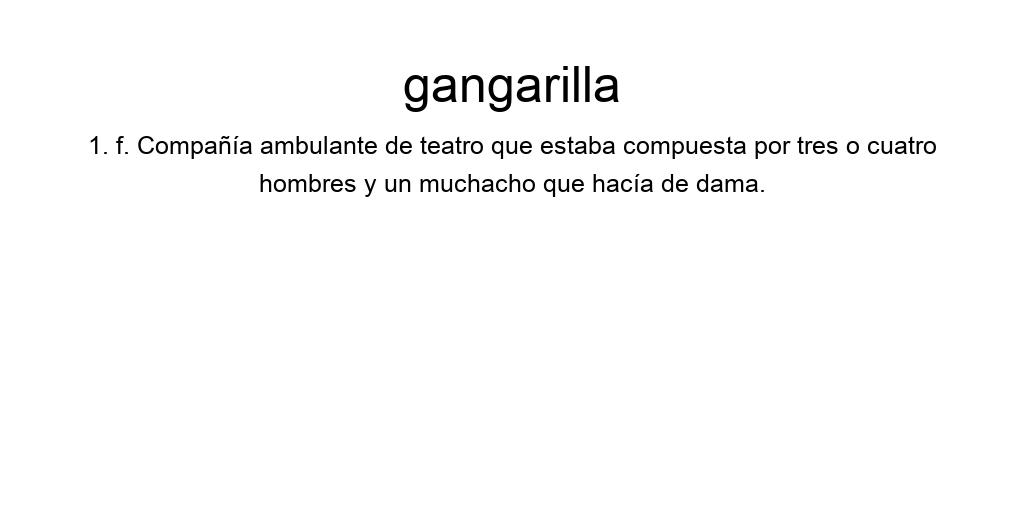 gangarilla
1. f. Compañía ambulante de teatro que estaba compuesta por tres o cuatro
hombres y un muchacho que hacía de dama.